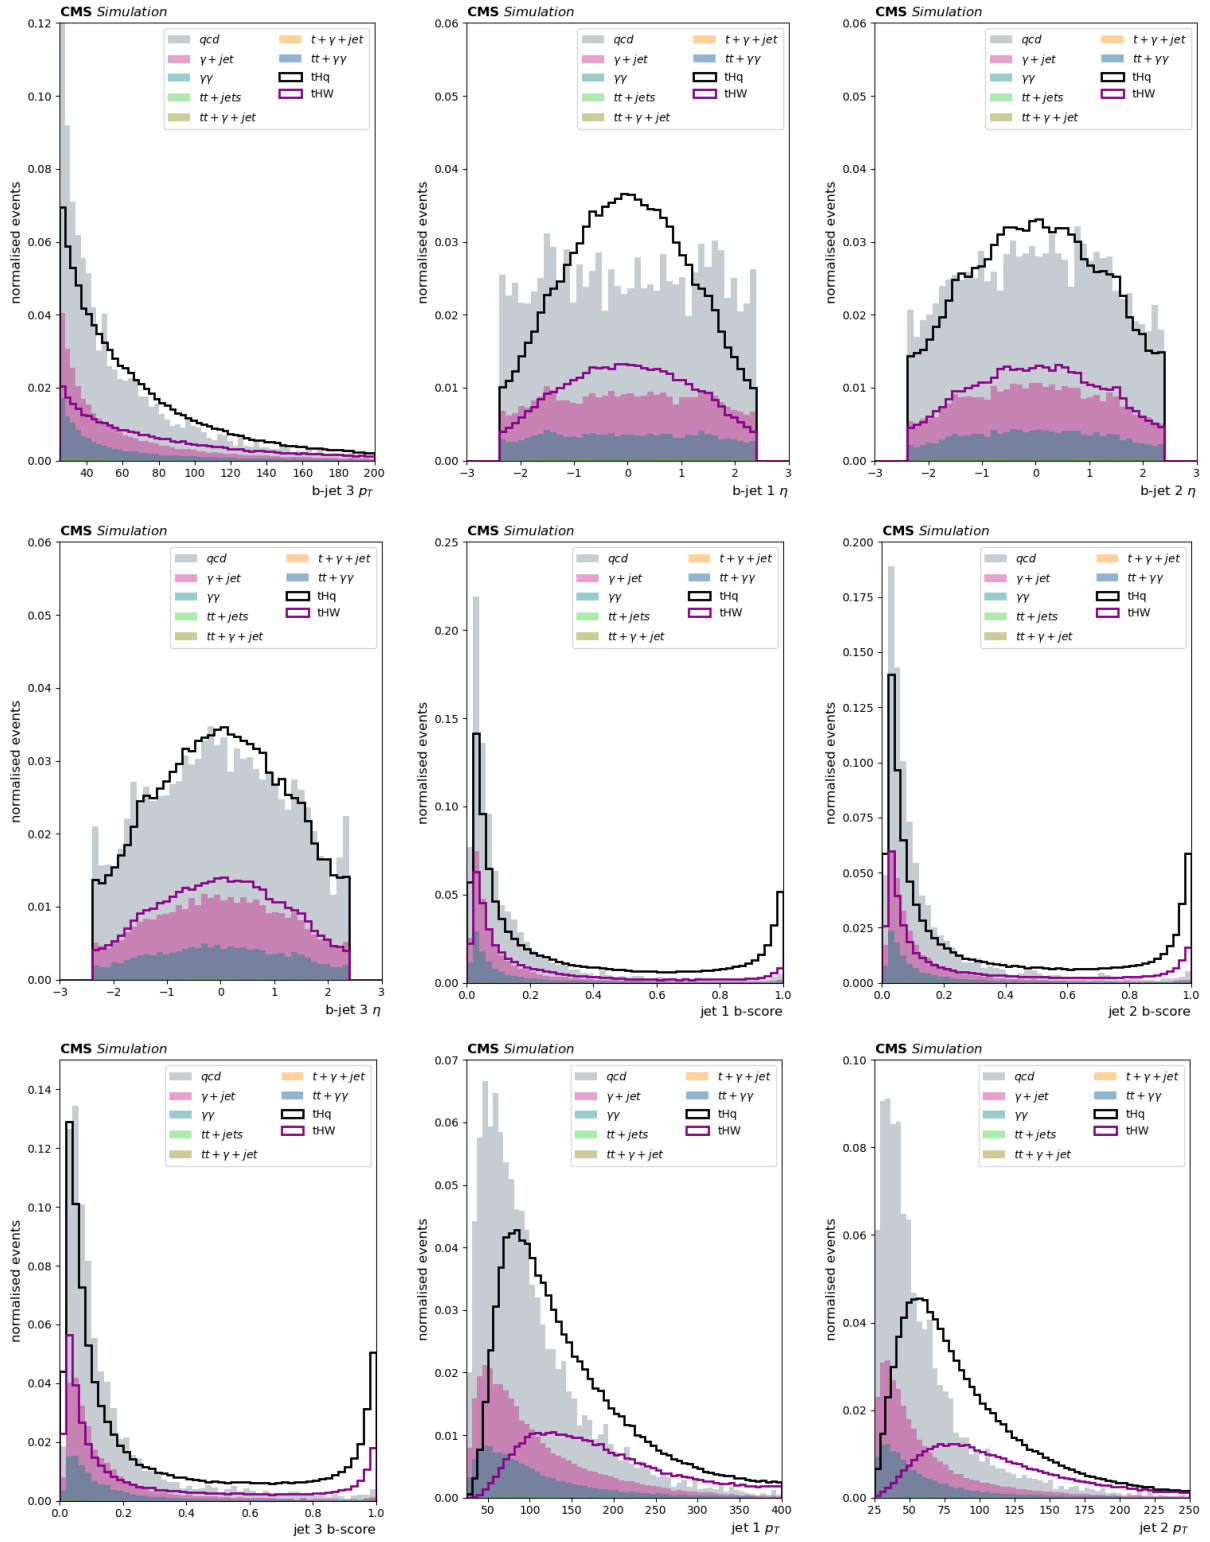 CMS Simulation
0.12
0.10
0.08
0.06
0.04
0.02
0.00
normalised events
qcd
γ + jet
γγ
tt + jets
tt + γ + jet
t + γ + jet
tt + γγ
tHq
tHW
40 60 80 100 120 140 160 180 200
b-jet 3 pT
CMS Simulation
0.06
0.05
0.04
0.03
0.02
0.01
0.00
normalised events
qcd
γ + jet
γγ
tt + jets
tt + γ + jet
t + γ + jet
tt + γγ
tHq
tHW
−3 −2 −1 0 1 2 3
b-jet 1 η
CMS Simulation
0.06
0.05
0.04
0.03
0.02
0.01
0.00
normalised events
qcd
γ + jet
γγ
tt + jets
tt + γ + jet
t + γ + jet
tt + γγ
tHq
tHW
−3 −2 −1 0 1 2 3
b-jet 2 η
CMS Simulation
0.06
0.05
0.04
0.03
0.02
0.01
0.00
normalised events
qcd
γ + jet
γγ
tt + jets
tt + γ + jet
t + γ + jet
tt + γγ
tHq
tHW
−3 −2 −1 0 1 2 3
b-jet 3 η
CMS Simulation
0.25
0.20
0.15
0.10
0.05
0.00
normalised events
qcd
γ + jet
γγ
tt + jets
tt + γ + jet
t + γ + jet
tt + γγ
tHq
tHW
0.0 0.2 0.4 0.6 0.8 1.0
jet 1 b-score
CMS Simulation
0.200
0.175
0.150
0.125
0.100
0.075
0.050
0.025
0.000
normalised events
qcd
γ + jet
γγ
tt + jets
tt + γ + jet
t + γ + jet
tt + γγ
tHq
tHW
0.0 0.2 0.4 0.6 0.8 1.0
jet 2 b-score
CMS Simulation
0.14
0.12
0.10
0.08
0.06
0.04
0.02
0.00
normalised events
qcd
γ + jet
γγ
tt + jets
tt + γ + jet
t + γ + jet
tt + γγ
tHq
tHW
0.0 0.2 0.4 0.6 0.8 1.0
jet 3 b-score
CMS Simulation
0.07
0.06
0.05
0.04
0.03
0.02
0.01
0.00
normalised events
qcd
γ + jet
γγ
tt + jets
tt + γ + jet
t + γ + jet
tt + γγ
tHq
tHW
50 100 150 200 250 300 350 400
jet 1 pT
CMS Simulation
0.10
0.08
0.06
0.04
0.02
0.00
normalised events
qcd
γ + jet
γγ
tt + jets
tt + γ + jet
t + γ + jet
tt + γγ
tHq
tHW
25 50 75 100 125 150 175 200 225 250
jet 2 pT